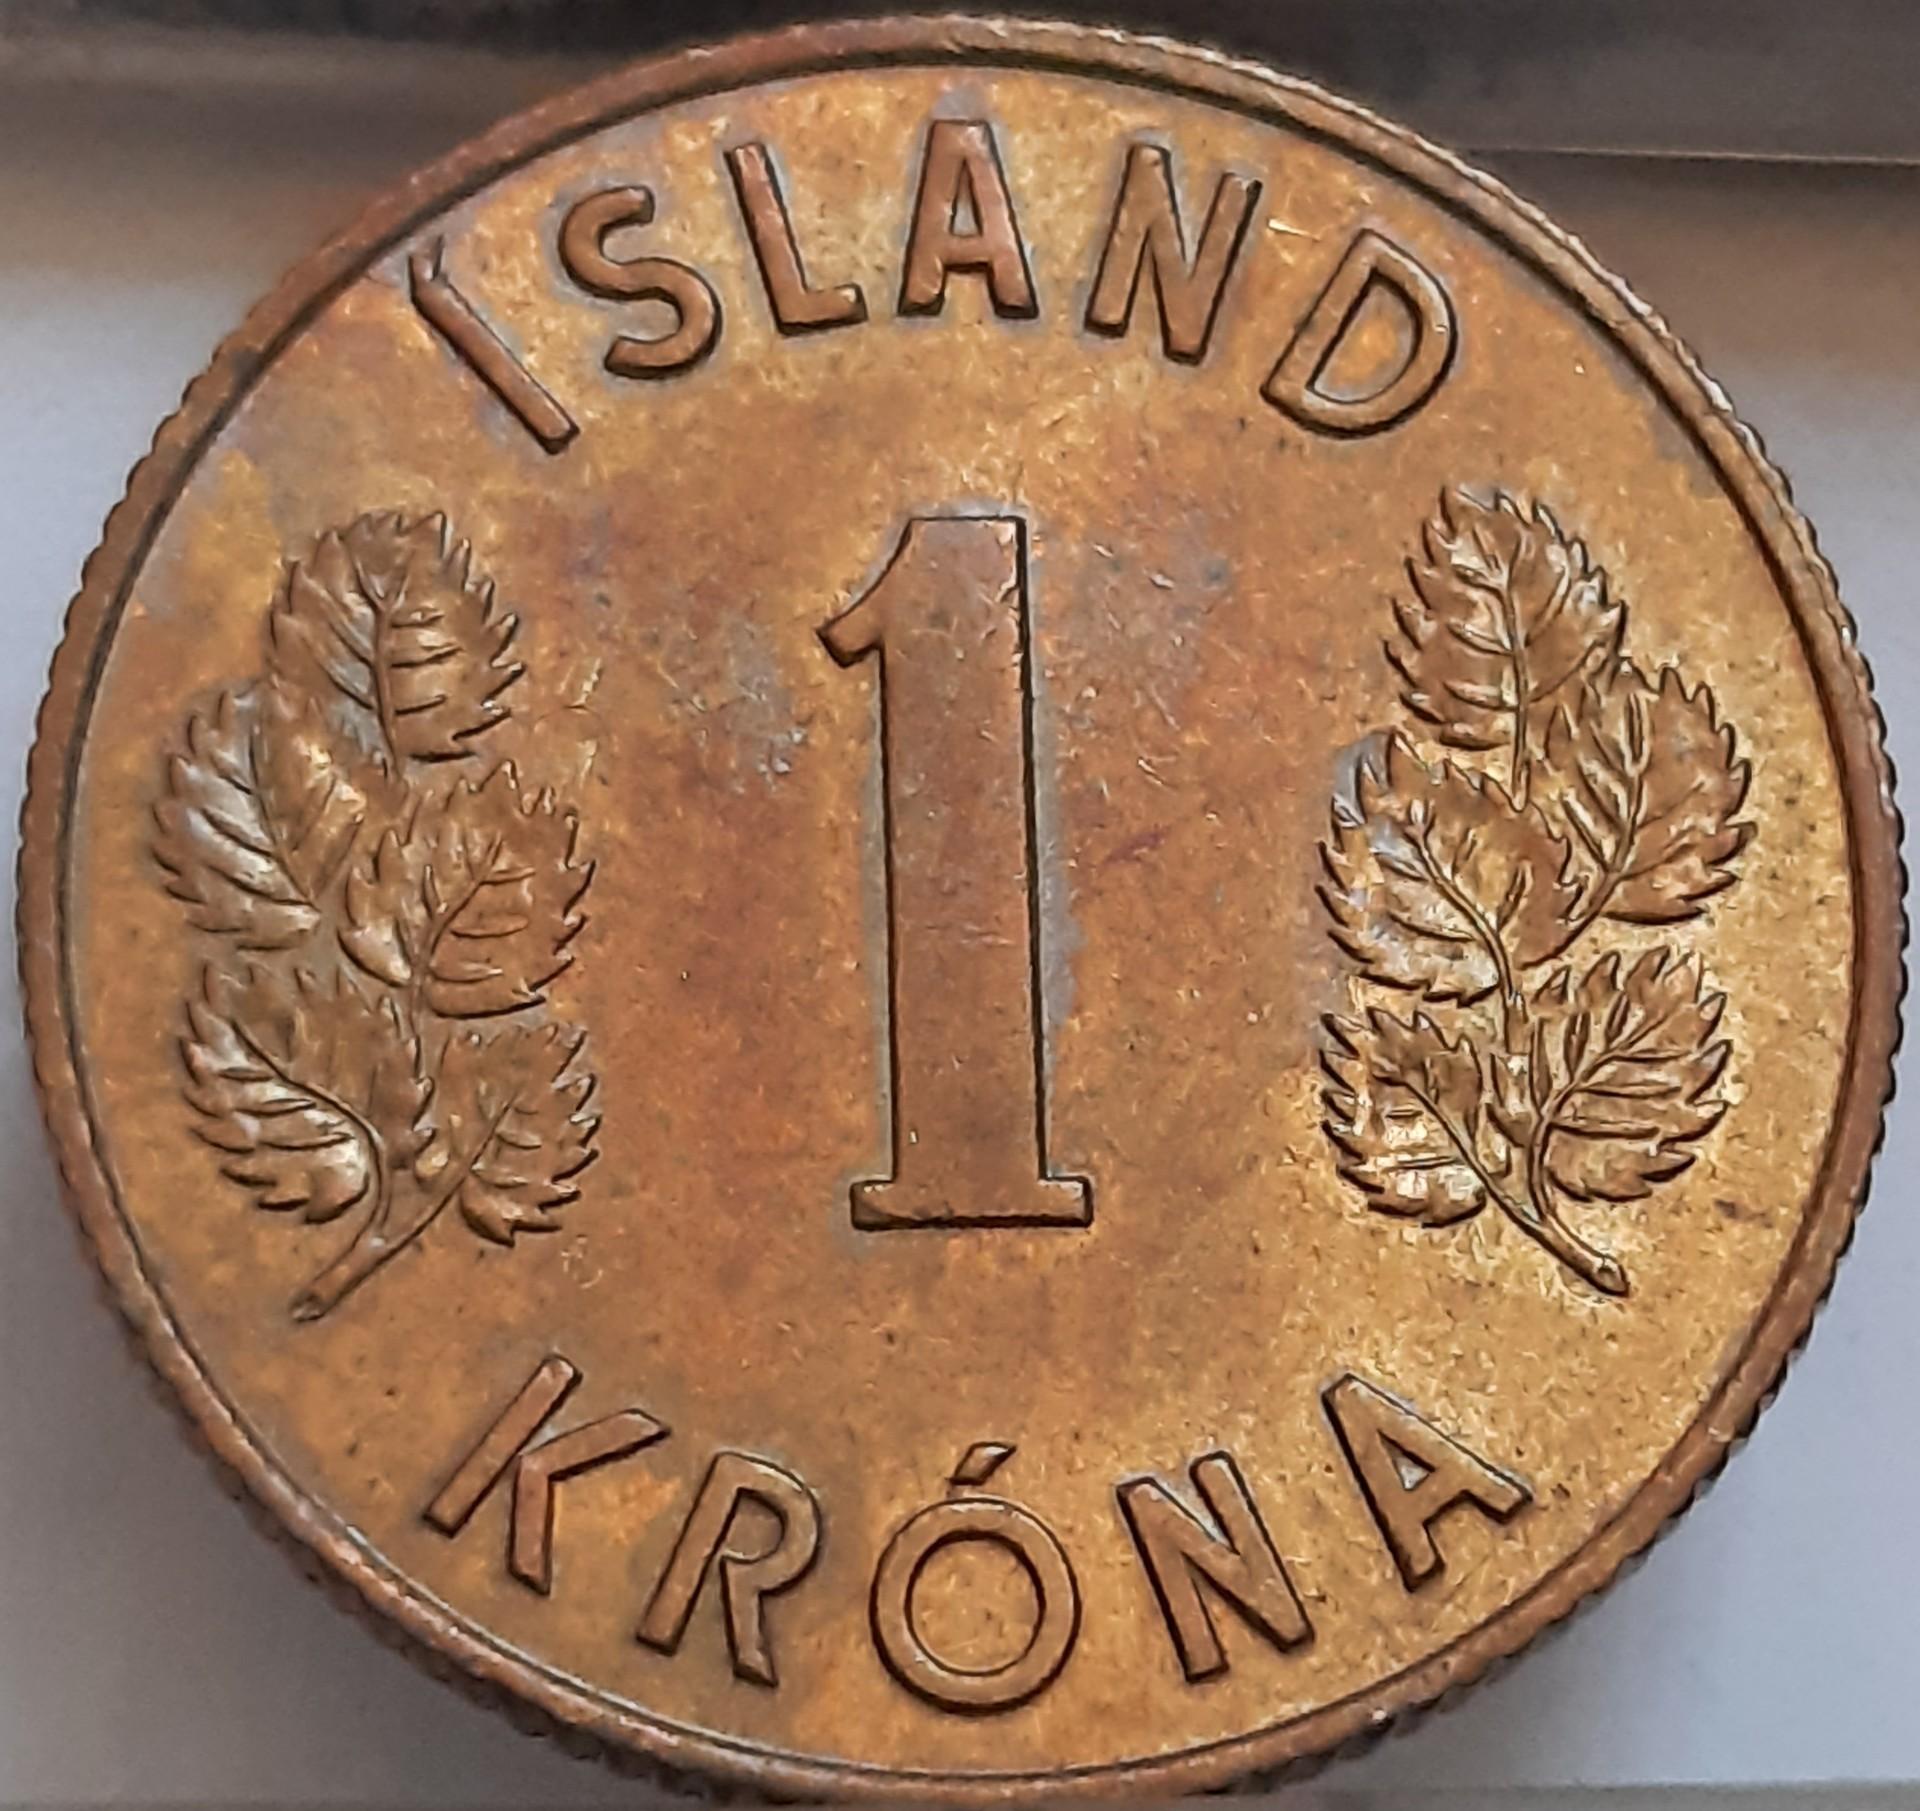 ÍSLAND
1
KRÓNA